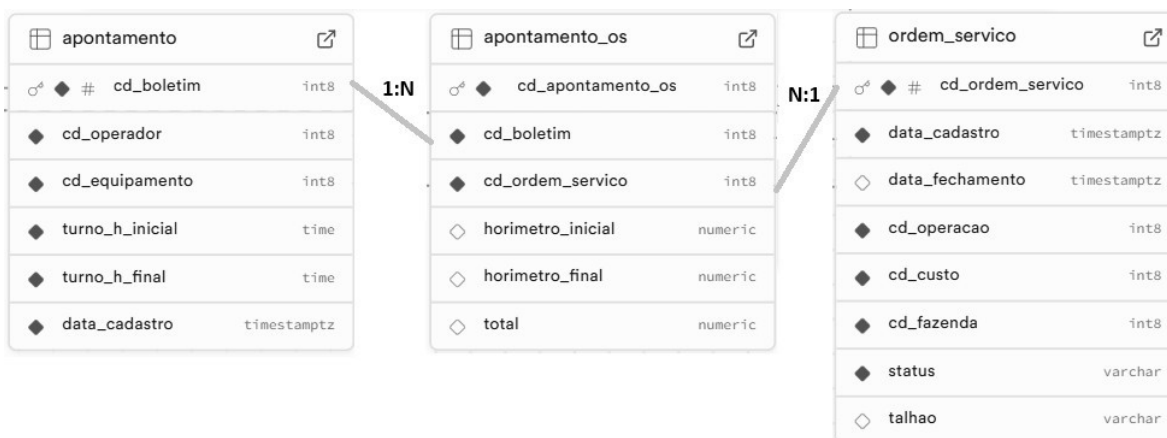 apontamento
# cd_boletim int8
cd_operador int8
cd_equipamento int8
turno_h_inicial time
turno_h_final time
data_cadastro timestamptz
1:N
apontamento_os
cd_apontamento_os int8
cd_boletim int8
cd_ordem_servico int8
horimetro_inicial numeric
horimetro_final numeric
total numeric
N:1
ordem_servico
# cd_ordem_servico int8
data_cadastro timestamptz
data_fechamento timestamptz
cd_operacao int8
cd_custo int8
cd_fazenda int8
status varchar
talhao varchar